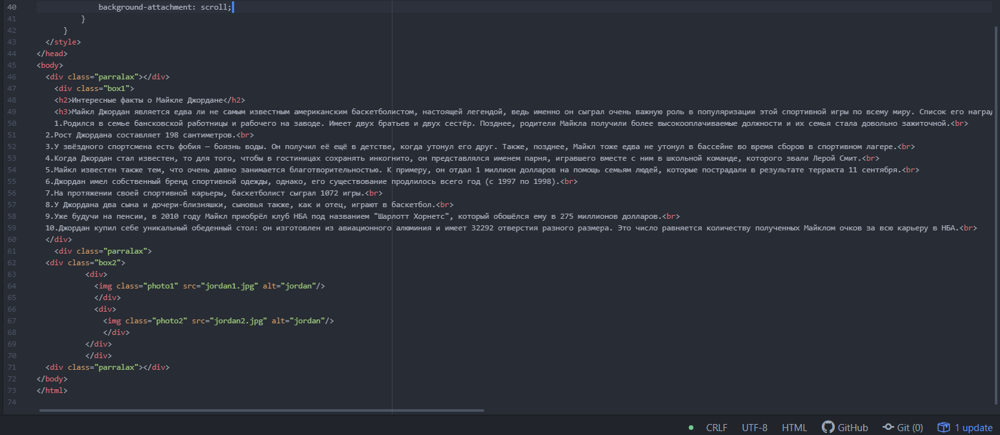 40 background-attachment: scroll;
41 }
42 }
43 </style>
44 </head>
45 <body>
46 <div class="parralax"></div>
47 <div class="box1">
48 <h2>Интересные факты о Майкле Джордане</h2>
49 <h3>Майкл Джордан является едва ли не самым известным американским баскетболистом, настоящей легендой, ведь именно он сыграл очень важную роль в популяризации этой спортивной игры по всему миру. Список его наград
50 1.Родился в семье бансковской работницы и рабочего на заводе. Имеет двух братьев и двух сестёр. Позднее, родители Майкла получили более высокооплачиваемые должности и их семья стала довольно зажиточной.<br>
51 2.Рост Джордана составляет 198 сантиметров.<br>
52 3.У звёздного спортсмена есть фобия — боязнь воды. Он получил её ещё в детстве, когда утонул его друг. Также, позднее, Майкл тоже едва не утонул в бассейне во время сборов в спортивном лагере.<br>
53 4.Когда Джордан стал известен, то для того, чтобы в гостиницах сохранять инкогнито, он представлялся именем парня, игравшего вместе с ним в школьной команде, которого звали Лерой Смит.<br>
54 5.Майкл известен также тем, что очень давно занимается благотворительностью. К примеру, он отдал 1 миллион долларов на помощь семьям людей, которые пострадали в результате терракта 11 сентября.<br>
55 6.Джордан имел собственный бренд спортивной одежды, однако, его существование продлилось всего год (с 1997 по 1998).<br>
56 7.На протяжении своей спортивной карьеры, баскетболист сыграл 1072 игры.<br>
57 8.У Джордана два сына и дочери-близняшки, сыновья также, как и отец, играют в баскетбол.<br>
58 9.Уже будучи на пенсии, в 2010 году Майкл приобрёл клуб НБА под названием "Шарлотт Хорнетс", который обошёлся ему в 275 миллионов долларов.<br>
59 10.Джордан купил себе уникальный обеденный стол: он изготовлен из авиационного алюминия и имеет 32292 отверстия разного размера. Это число равняется количеству полученных Майклом очков за всю карьеру в НБА.<br>
60 </div>
61 <div class="parralax">
62 <div class="box2">
63 <div>
64 <img class="photo1" src="jordan1.jpg" alt="jordan"/>
65 </div>
66 <div>
67 <img class="photo2" src="jordan2.jpg" alt="jordan"/>
68 </div>
69 </div>
70 </div>
71 <div class="parralax"></div>
72 </body>
73 </html>
74
CRLF UTF-8 HTML GitHub Git (0) 1 update